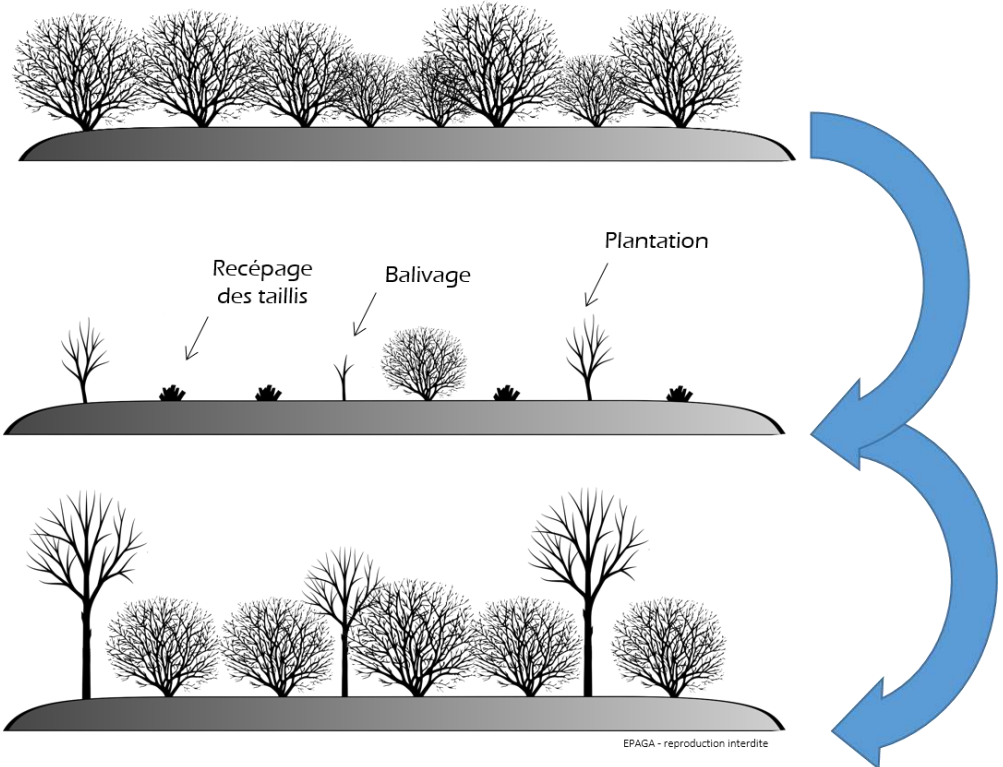 Plantation
Recépage
des taillis
Balivage
EPAGA - reproduction interdite